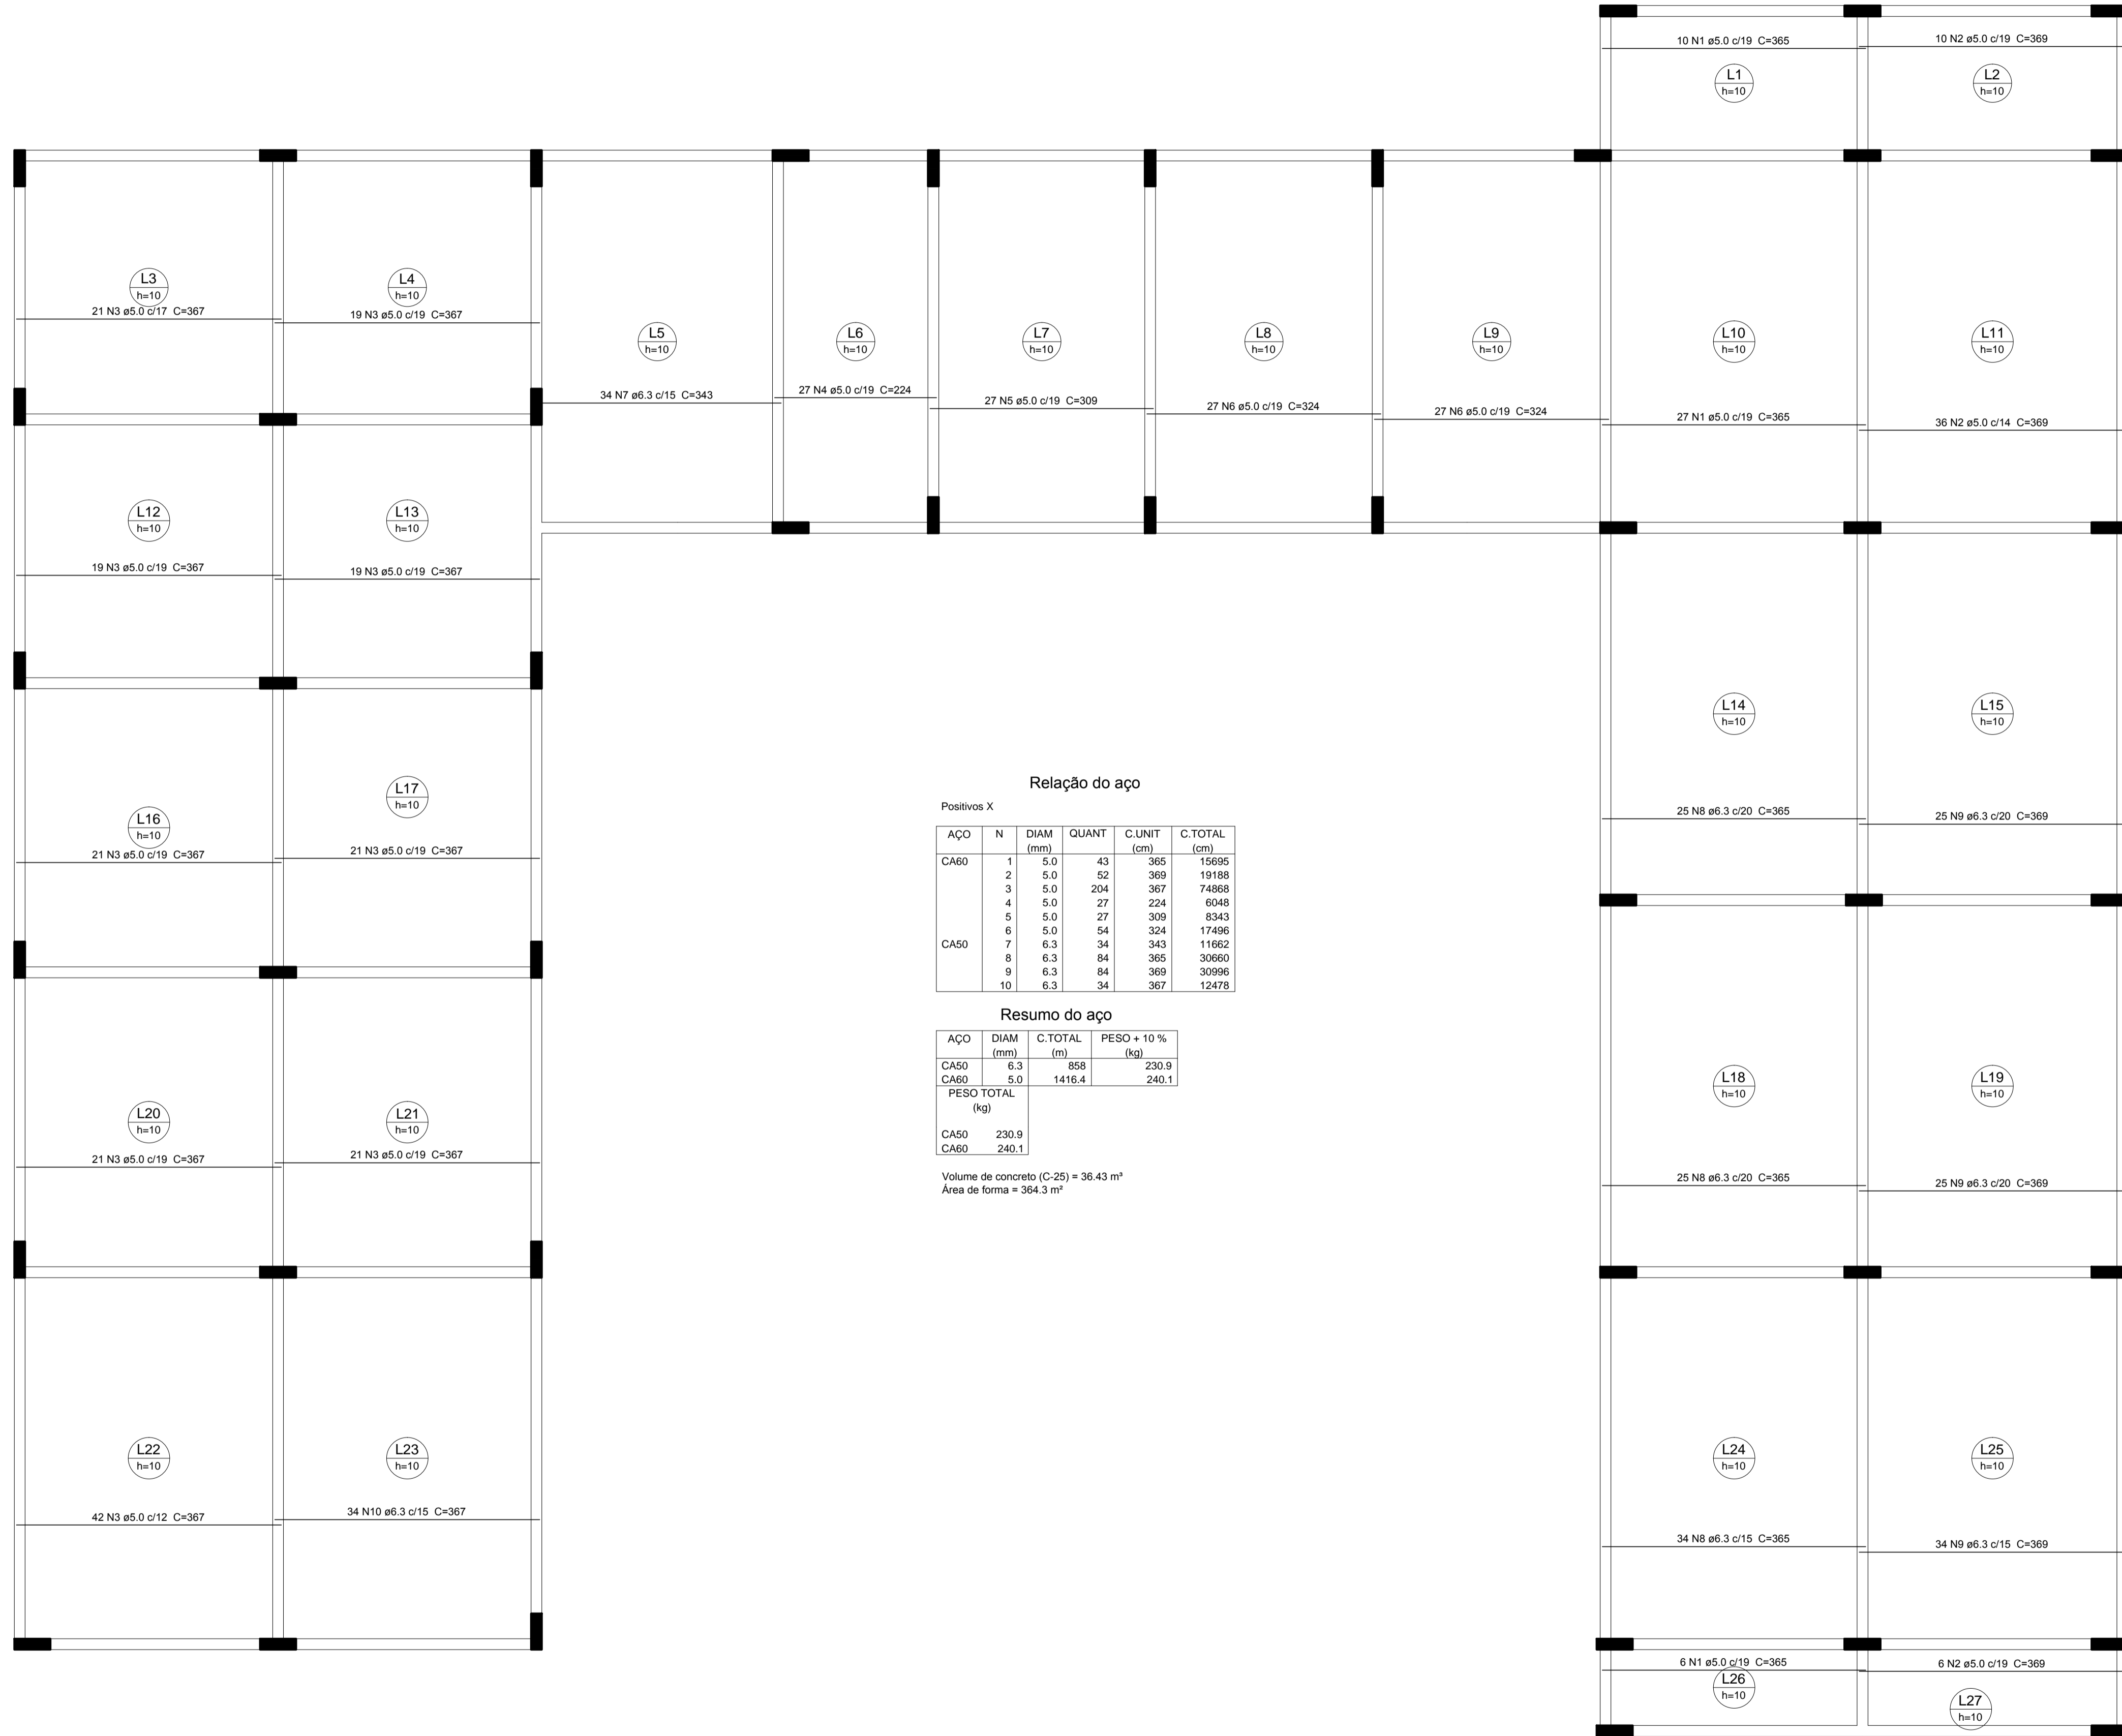 10 N1 ø5.0 c/19 C=365
10 N2 ø5.0 c/19 C=369
L1
h=10
L2
h=10
L3
h=10
21 N3 ø5.0 c/17 C=367
L4
h=10
19 N3 ø5.0 c/19 C=367
L5
h=10
34 N7 ø6.3 c/15 C=343
L6
h=10
27 N4 ø5.0 c/19 C=224
L7
h=10
27 N5 ø5.0 c/19 C=309
L8
h=10
27 N6 ø5.0 c/19 C=324
L9
h=10
27 N6 ø5.0 c/19 C=324
L10
h=10
27 N1 ø5.0 c/19 C=365
L11
h=10
36 N2 ø5.0 c/14 C=369
L12
h=10
19 N3 ø5.0 c/19 C=367
L13
h=10
19 N3 ø5.0 c/19 C=367
L14
h=10
25 N8 ø6.3 c/20 C=365
L15
h=10
25 N9 ø6.3 c/20 C=369
L16
h=10
21 N3 ø5.0 c/19 C=367
L17
h=10
21 N3 ø5.0 c/19 C=367
Relação do aço
Positivos X
AÇO N DIAM QUANT C.UNIT C.TOTAL
(mm) (cm) (cm)
CA60 1 5.0 43 365 15695
2 5.0 52 369 19188
3 5.0 204 367 74868
4 5.0 27 224 6048
5 5.0 27 309 8343
6 5.0 54 324 17496
CA50 7 6.3 34 343 11662
8 6.3 84 365 30660
9 6.3 84 369 30996
10 6.3 34 367 12478
Resumo do aço
AÇO DIAM C.TOTAL PESO + 10 %
(mm) (m) (kg)
CA50 6.3 858 230.9
CA60 5.0 1416.4 240.1
PESO TOTAL
(kg)
CA50 230.9
CA60 240.1
Volume de concreto (C-25) = 36.43 m³
Área de forma = 364.3 m²
L18
h=10
25 N8 ø6.3 c/20 C=365
L19
h=10
25 N9 ø6.3 c/20 C=369
L20
h=10
21 N3 ø5.0 c/19 C=367
L21
h=10
21 N3 ø5.0 c/19 C=367
L22
h=10
42 N3 ø5.0 c/12 C=367
L23
h=10
34 N10 ø6.3 c/15 C=367
L24
h=10
34 N8 ø6.3 c/15 C=365
L25
h=10
34 N9 ø6.3 c/15 C=369
6 N1 ø5.0 c/19 C=365
L26
h=10
6 N2 ø5.0 c/19 C=369
L27
h=10